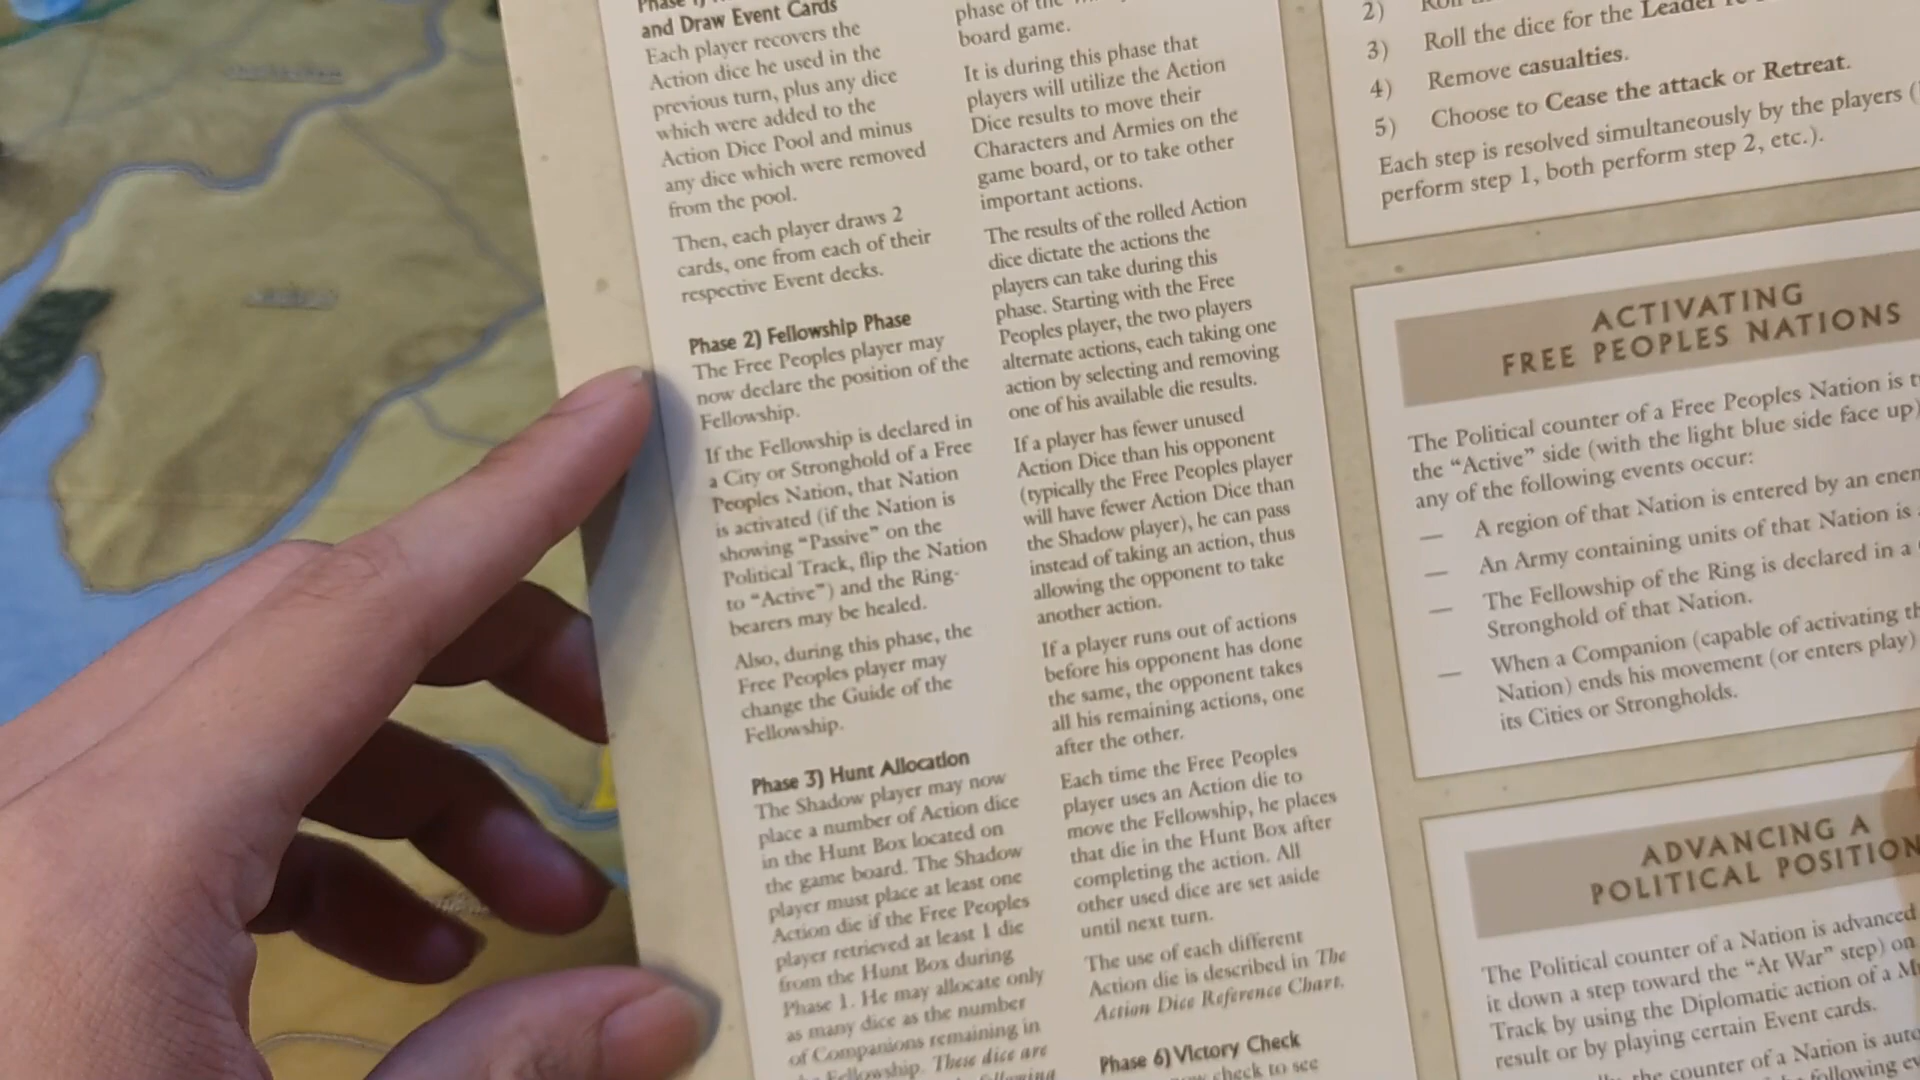 Phase 1)
and Draw Event Cards
Each player recovers the
Action dice he used in the
previous turn, plus any dice
which were added to the
Action Dice Pool and minus
any dice which were removed
from the pool.
Then, each player draws 2
cards, one from each of their
respective Event decks.
Phase 2) Fellowship Phase
The Free Peoples player may
now declare the position of the
Fellowship.
If the Fellowship is declared in
a City or Stronghold of a Free
Peoples Nation, that Nation
is activated (if the Nation is
showing “Passive” on the
Political Track, flip the Nation
to “Active”) and the Ring-
bearers may be healed.
Also, during this phase, the
Free Peoples player may
change the Guide of the
Fellowship.
Phase 3) Hunt Allocation
The Shadow player may now
place a number of Action dice
in the Hunt Box located on
the game board. The Shadow
player must place at least one
Action die if the Free Peoples
player retrieved at least 1 die
from the Hunt Box during
Phase 1. He may allocate only
as many dice as the number
of Companions remaining in
Fellowship. These dice are
phase of the
board game.
It is during this phase that
players will utilize the Action
Dice results to move their
Characters and Armies on the
game board, or to take other
important actions.
The results of the rolled Action
dice dictate the actions the
players can take during this
phase. Starting with the Free
Peoples player, the two players
alternate actions, each taking one
action by selecting and removing
one of his available die results.
If a player has fewer unused
Action Dice than his opponent
(typically the Free Peoples player
will have fewer Action Dice than
the Shadow player), he can pass
instead of taking an action, thus
allowing the opponent to take
another action.
If a player runs out of actions
before his opponent has done
the same, the opponent takes
all his remaining actions, one
after the other.
Each time the Free Peoples
player uses an Action die to
move the Fellowship, he places
that die in the Hunt Box after
completing the action. All
other used dice are set aside
until next turn.
The use of each different
Action die is described in The
Action Dice Reference Chart.
Phase 6) Victory Check
check to see
2)
3) Roll the dice for the Leader
4) Remove casualties.
5) Choose to Cease the attack or Retreat.
Each step is resolved simultaneously by the players (
perform step 1, both perform step 2, etc.).
ACTIVATING
FREE PEOPLES NATIONS
The Political counter of a Free Peoples Nation is
the “Active” side (with the light blue side face up)
any of the following events occur:
— A region of that Nation is entered by an
— An Army containing units of that Nation is
— The Fellowship of the Ring is declared in a
Stronghold of that Nation.
— When a Companion (capable of activating
Nation) ends his movement (or enters play)
its Cities or Strongholds.
ADVANCING A
POLITICAL POSITION
The Political counter of a Nation is advanced
it down a step toward the “At War” step) on
Track by using the Diplomatic action of a
result or by playing certain Event cards.
the counter of a Nation is
following